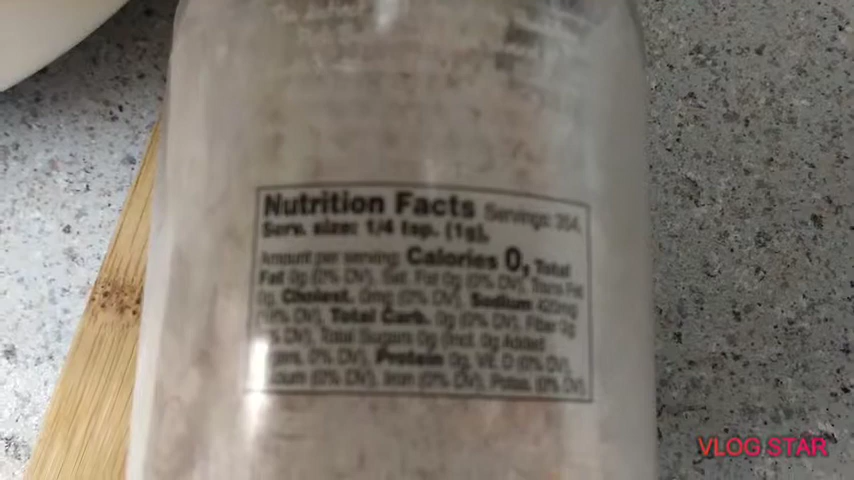 Nutrition Facts Servings: 354,
Serv. size: 1/4 tsp. (1g),
Amount per serving: Calories 0, Total
Fat 0g (0% DV), Sat. Fat 0g (0% DV), Trans Fat
0g, Cholest. 0mg (0% DV), Sodium 420mg
(18% DV), Total Carb. 0g (0% DV), Fiber 0g
DV), Total Sugars 0g (Incl. 0g Added
0% DV), Protein 0g, Vit. D (0% DV),
(0% DV), Iron (0% DV), Potas. (0% DV)
VLOG STAR